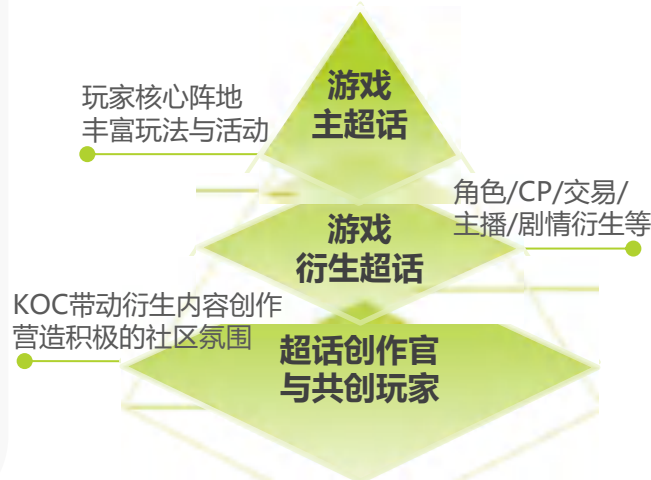 游戏
主超话
玩家核心阵地
丰富玩法与活动
角色/CP/交易/
主播/剧情衍生等
游戏
衍生超话
KOC带动衍生内容创作
营造积极的社区氛围
超话创作官
与共创玩家